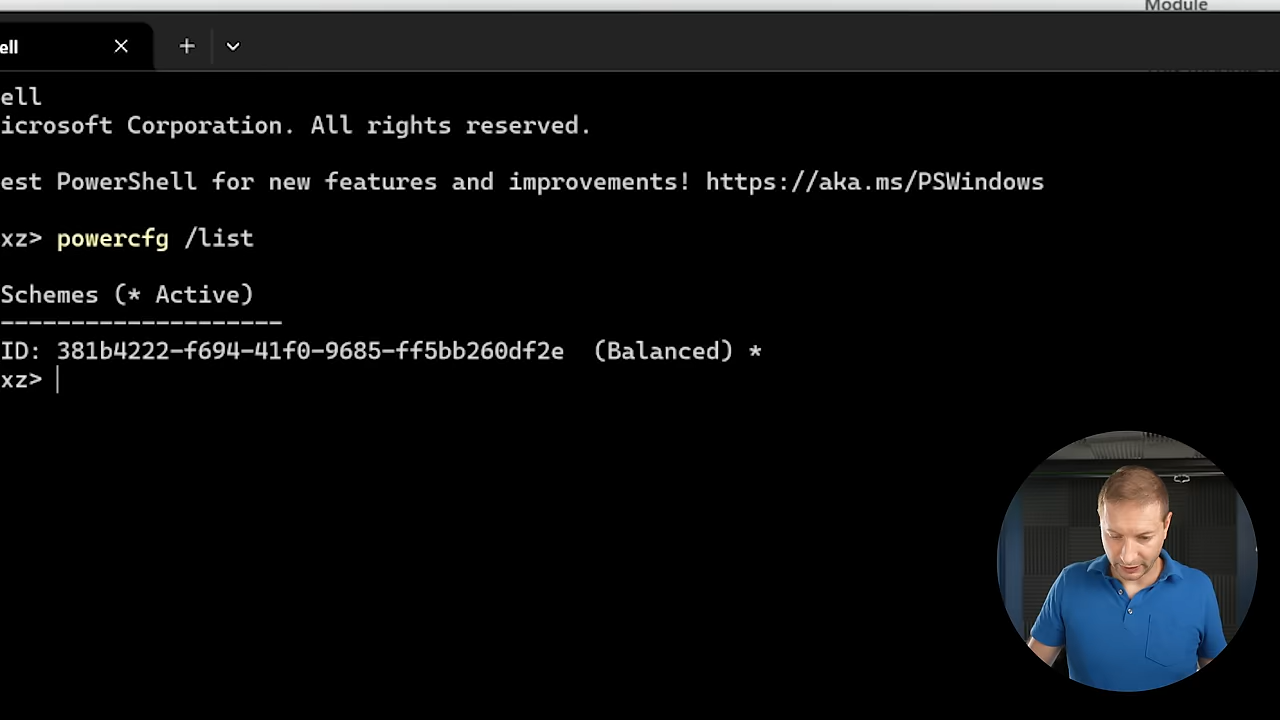 Module
ell
ell
icrosoft Corporation. All rights reserved.
est PowerShell for new features and improvements! https://aka.ms/PSWindows
xz> powercfg /list
Schemes (* Active)
--------------------
ID: 381b4222-f694-41f0-9685-ff5bb260df2e  (Balanced) *
xz>